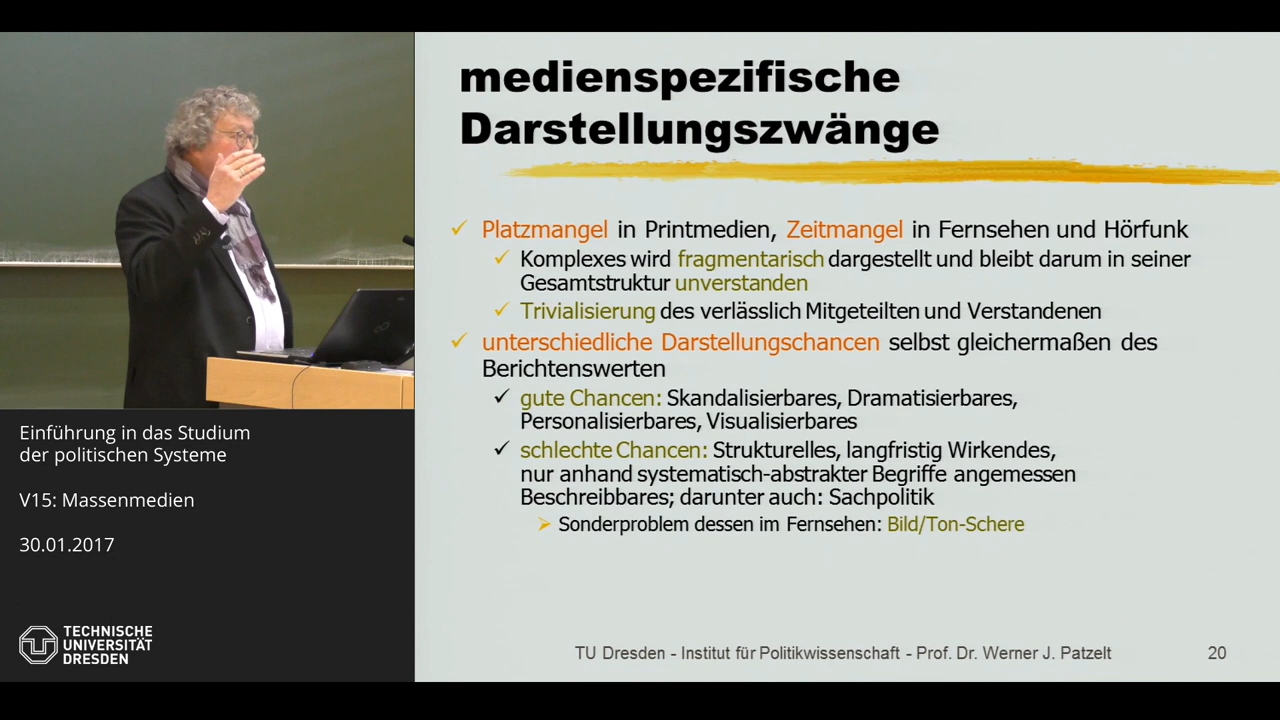 medienspezifische
Darstellungszwänge
Platzmangel in Printmedien, Zeitmangel in Fernsehen und Hörfunk
Komplexes wird fragmentarisch dargestellt und bleibt darum in seiner
Gesamtstruktur unverstanden
Trivialisierung des verlässlich Mitgeteilten und Verstandenen
unterschiedliche Darstellungschancen selbst gleichermaßen des
Berichtenswerten
gute Chancen: Skandalisierbares, Dramatisierbares,
Personalisierbares, Visualisierbares
schlechte Chancen: Strukturelles, langfristig Wirkendes,
nur anhand systematisch-abstrakter Begriffe angemessen
Beschreibbares; darunter auch: Sachpolitik
Sonderproblem dessen im Fernsehen: Bild/Ton-Schere
TU Dresden - Institut für Politikwissenschaft - Prof. Dr. Werner J. Patzelt
20
Einführung in das Studium
der politischen Systeme
V15: Massenmedien
30.01.2017
TECHNISCHE
UNIVERSITÄT
DRESDEN